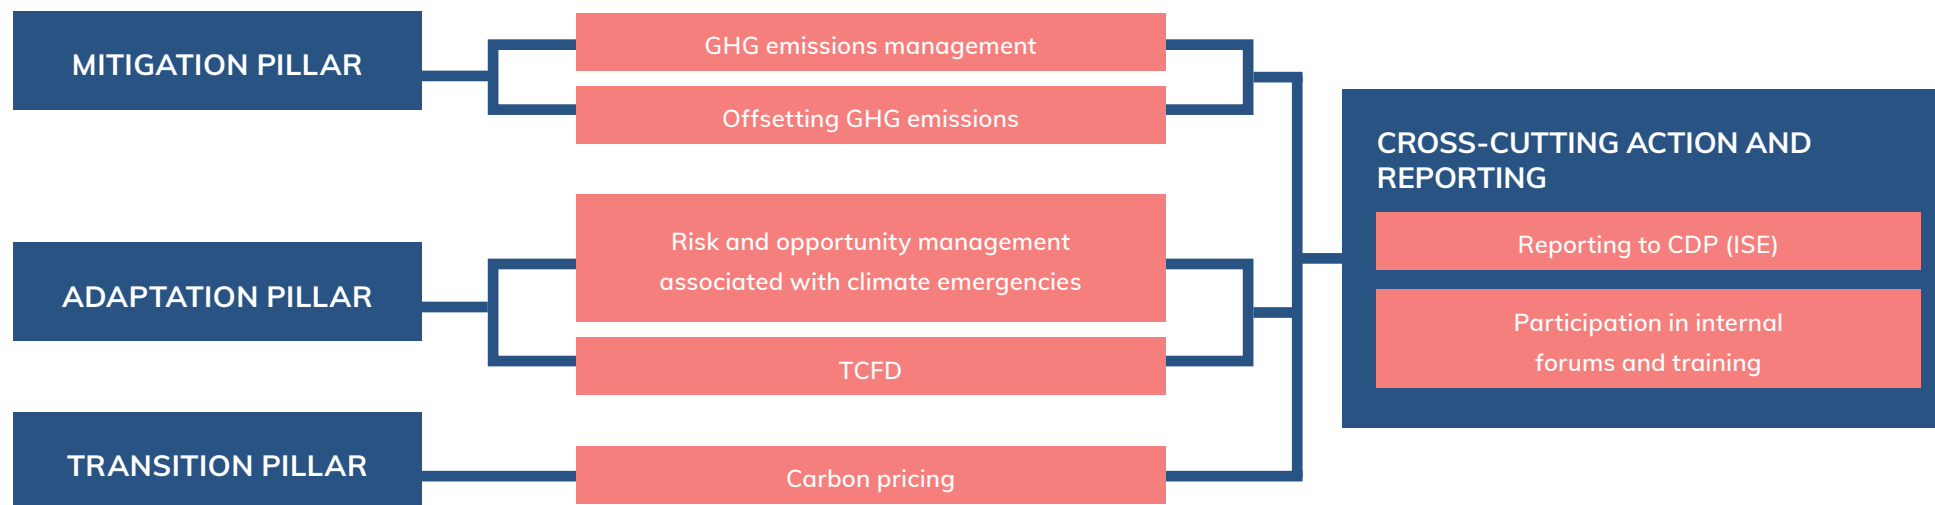 MITIGATION PILLAR
GHG emissions management
Offsetting GHG emissions
ADAPTATION PILLAR
Risk and opportunity management
associated with climate emergencies
TCFD
TRANSITION PILLAR
Carbon pricing
CROSS-CUTTING ACTION AND
REPORTING
Reporting to CDP (ISE)
Participation in internal
forums and training